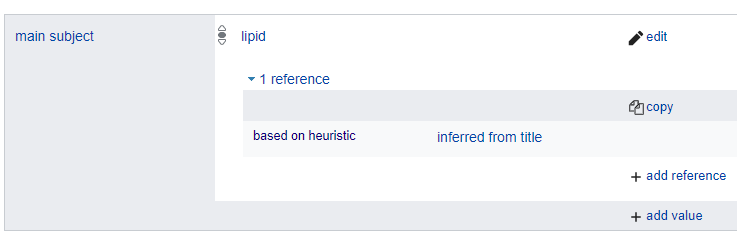 main subject
lipid
edit
1 reference
copy
based on heuristic
inferred from title
+ add reference
+ add value